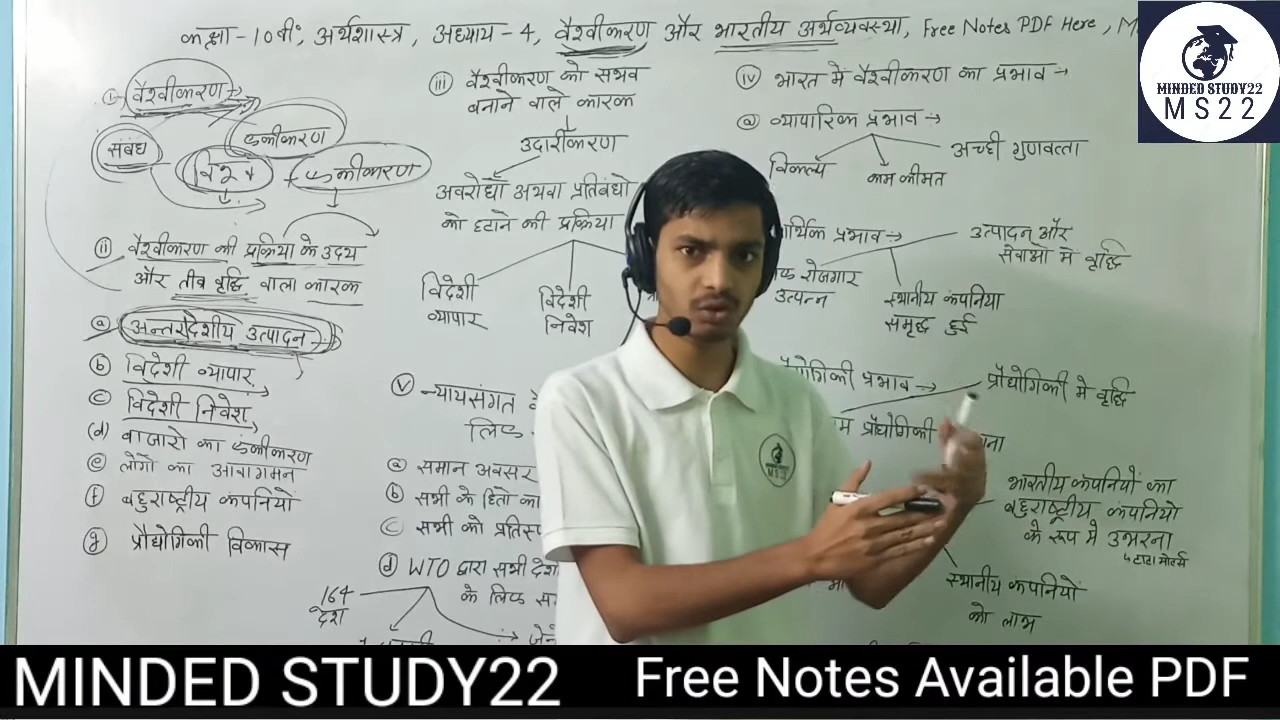 कक्षा-10वीं, अर्थशास्त्र, अध्याय-4, वैश्वीकरण और भारतीय अर्थव्यवस्था, Free Notes PDF Here,
MINDED STUDY22
MS22
i) वैश्वीकरण→
एकीकरण
संबंध
विश्व + एकीकरण
ii) वैश्वीकरण की प्रक्रिया के उदय
और तीव्र वृद्धि वाला कारक
a) अन्तर्राद्रेशीय उत्पादन→
b) विदेशी व्यापार
c) विदेशी निवेश
(d) बाजारो का एकीकरण
e) लोगो का आवागमन
f) बहुराष्ट्रीय कंपनियों
g) प्रौद्योगिकी विकास
iii) वैश्वीकरण को संभव
बनाने वाले कारक
उदारीकरण
अवरोधों अथवा प्रतिबंधो
को हटाने की प्रक्रिया
विदेशी
व्यापार
विदेशी
निवेश
v) न्यायसंगत
लिए
a) समान अवसर
b) सभी के हितो का
c) सभी को
d) WTO द्वारा सभी
के लिए
164
देश
iv) भारत में वैश्वीकरण का प्रभाव→
a) व्यापारिक प्रभाव→
विकल्प
कम कीमत
अच्छी गुणवत्ता
प्रभाव→
उत्पादन और
सेवाओ में वृद्धि
रोजगार
उत्पन्न
स्थानीय कंपनिया
समृद्ध हुई
प्रभाव→
प्रौद्योगिकी मे वृद्धि
प्रौद्योगिकी
भारतीय कंपनियों का
बहुराष्ट्रीय कंपनियो
के रूप मे उभरना
↳ टाटा मोटर्स
स्थानीय कंपनियों
को लाभ
MS22
MINDED STUDY22 Free Notes Available PDF